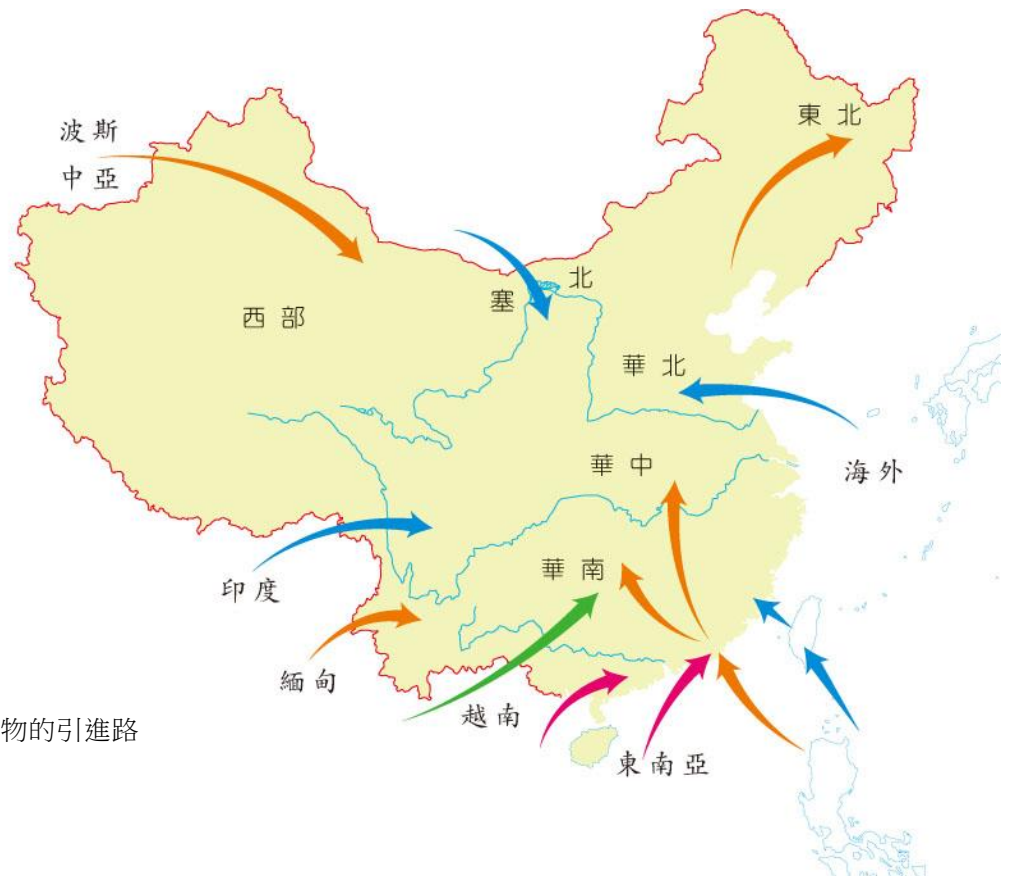 東北
波斯
中亞
塞北
西部
華北
華中
海外
華南
印度
緬甸
越南
東南亞
物的引進路